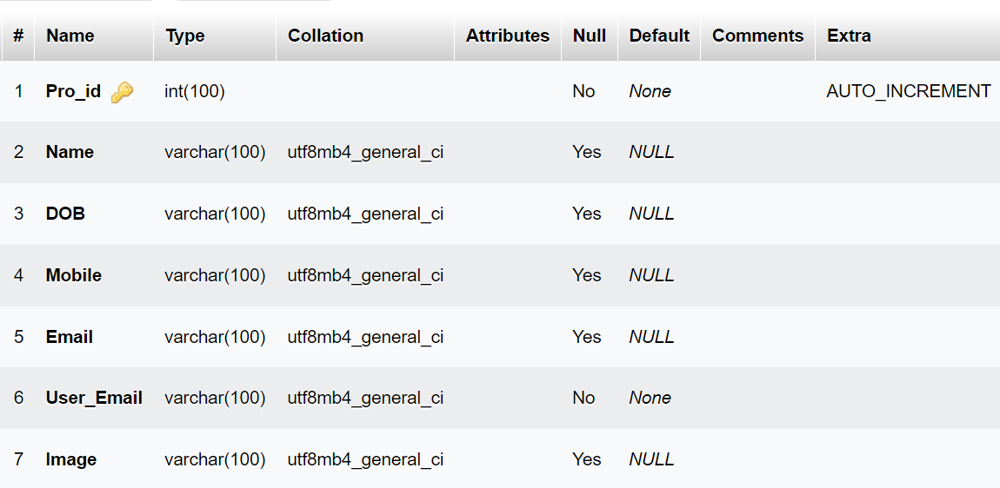 # Name Type Collation Attributes Null Default Comments Extra
1 Pro_id int(100) No None AUTO_INCREMENT
2 Name varchar(100) utf8mb4_general_ci Yes NULL
3 DOB varchar(100) utf8mb4_general_ci Yes NULL
4 Mobile varchar(100) utf8mb4_general_ci Yes NULL
5 Email varchar(100) utf8mb4_general_ci Yes NULL
6 User_Email varchar(100) utf8mb4_general_ci No None
7 Image varchar(100) utf8mb4_general_ci Yes NULL